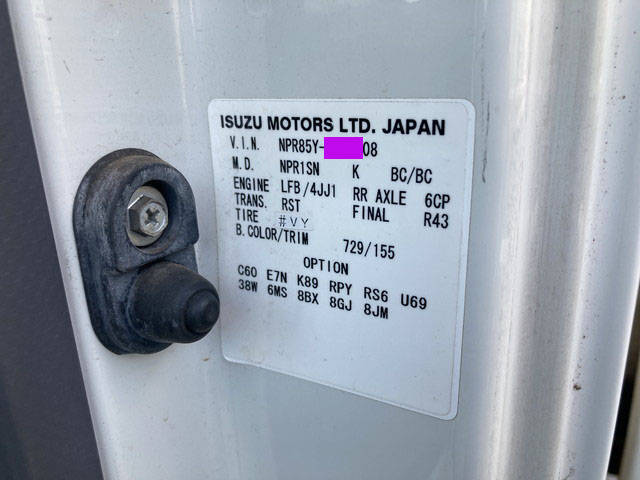 ISUZU MOTORS LTD. JAPAN
V.I.N. NPR85Y- 08
M.D. NPR1SN K BC/BC
ENGINE LFB/4JJ1 RR AXLE 6CP
TRANS. RST FINAL R43
TIRE #VY
B.COLOR/TRIM 729/155
OPTION
C60 E7N K89 RPY RS6 U69
38W 6MS 8BX 8GJ 8JM